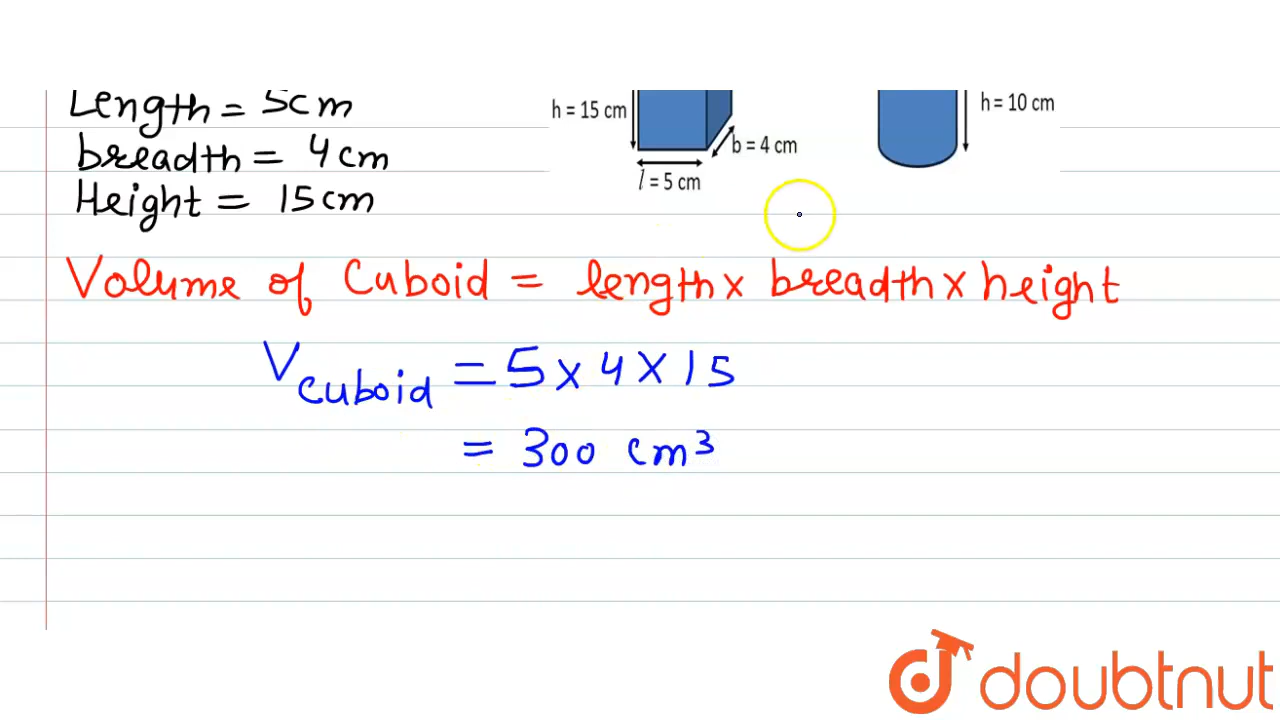 Length = 5cm
breadth = 4cm
Height = 15cm
h = 15 cm
b = 4 cm
l = 5 cm
h = 10 cm
Volume of Cuboid = length x breadth x height
V Cuboid = 5 x 4 x 15
= 300 cm³
doubtnut